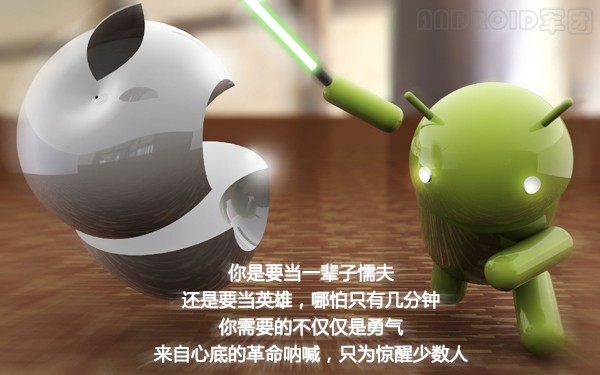 ANDROID军团
你是要当一辈子懦夫
还是要当英雄，哪怕只有几分钟
你需要的不仅仅是勇气
来自心底的革命呐喊，只为惊醒少数人